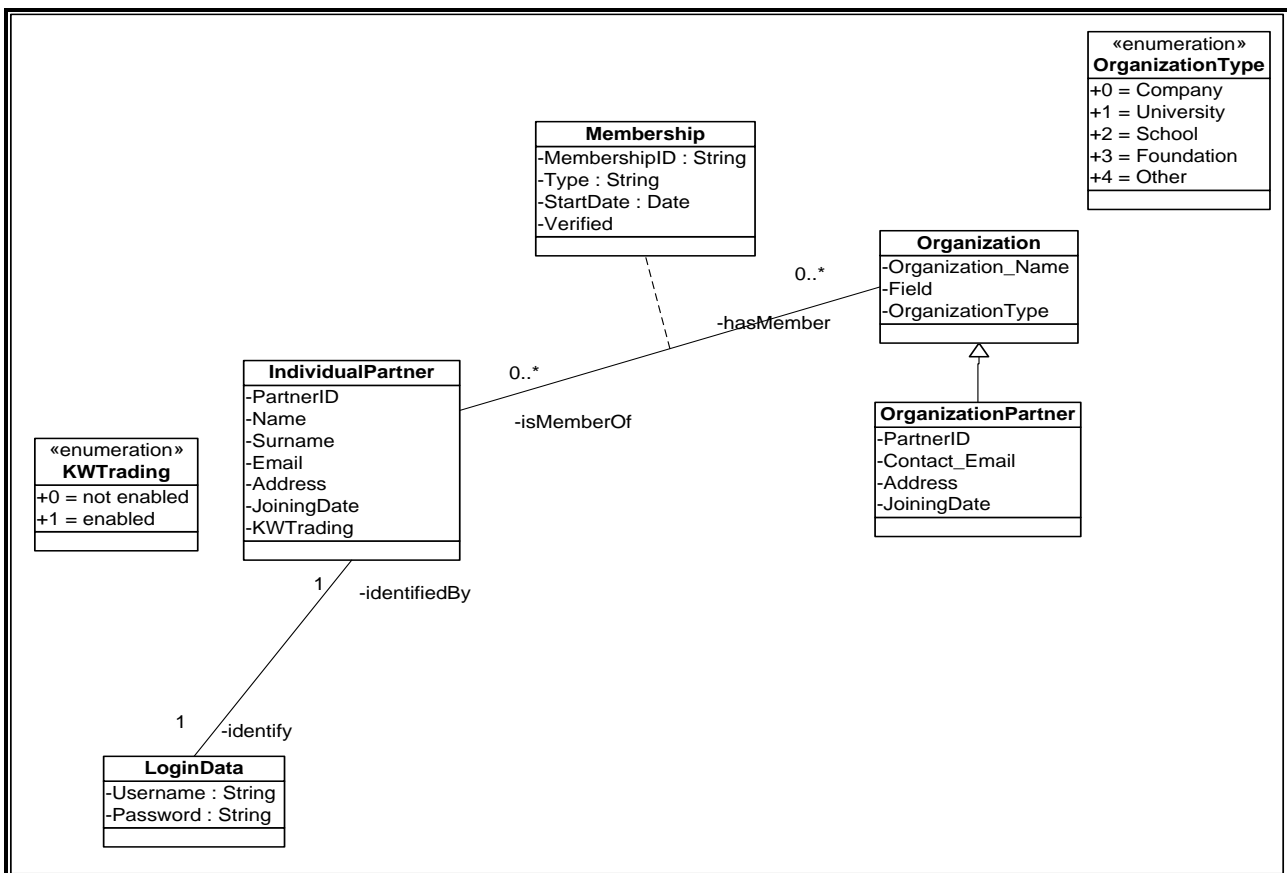 «enumeration»
OrganizationType
+0 = Company
+1 = University
+2 = School
+3 = Foundation
+4 = Other
Membership
-MembershipID : String
-Type : String
-StartDate : Date
-Verified
Organization
-Organization_Name
-Field
-OrganizationType
0..*
-hasMember
IndividualPartner
-PartnerID
-Name
-Surname
-Email
-Address
-JoiningDate
-KWTrading
0..*
-isMemberOf
OrganizationPartner
-PartnerID
-Contact_Email
-Address
-JoiningDate
«enumeration»
KWTrading
+0 = not enabled
+1 = enabled
1
-identifiedBy
1
-identify
LoginData
-Username : String
-Password : String